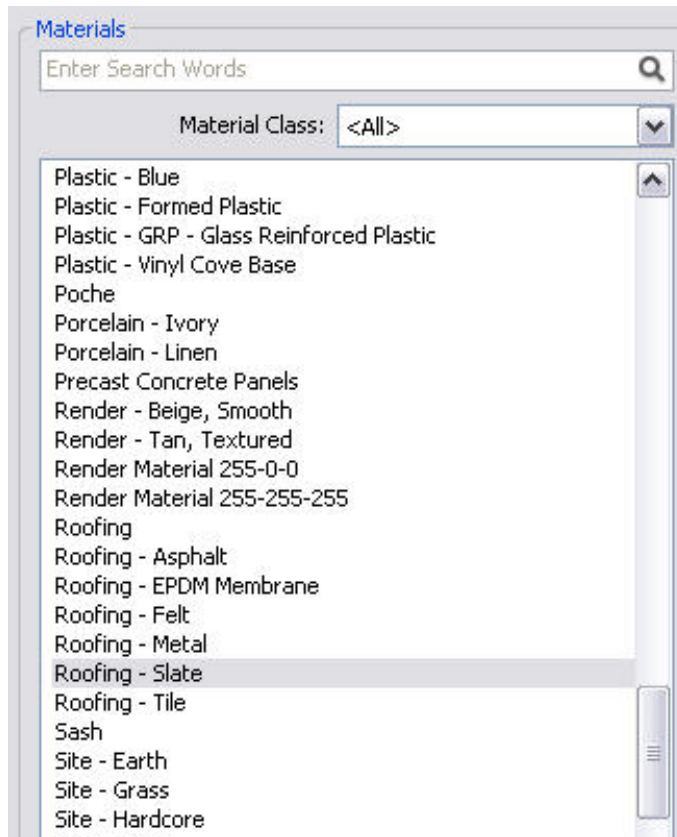 Materials
Enter Search Words
Material Class: <All>
Plastic - Blue
Plastic - Formed Plastic
Plastic - GRP - Glass Reinforced Plastic
Plastic - Vinyl Cove Base
Poche
Porcelain - Ivory
Porcelain - Linen
Precast Concrete Panels
Render - Beige, Smooth
Render - Tan, Textured
Render Material 255-0-0
Render Material 255-255-255
Roofing
Roofing - Asphalt
Roofing - EPDM Membrane
Roofing - Felt
Roofing - Metal
Roofing - Slate
Roofing - Tile
Sash
Site - Earth
Site - Grass
Site - Hardcore